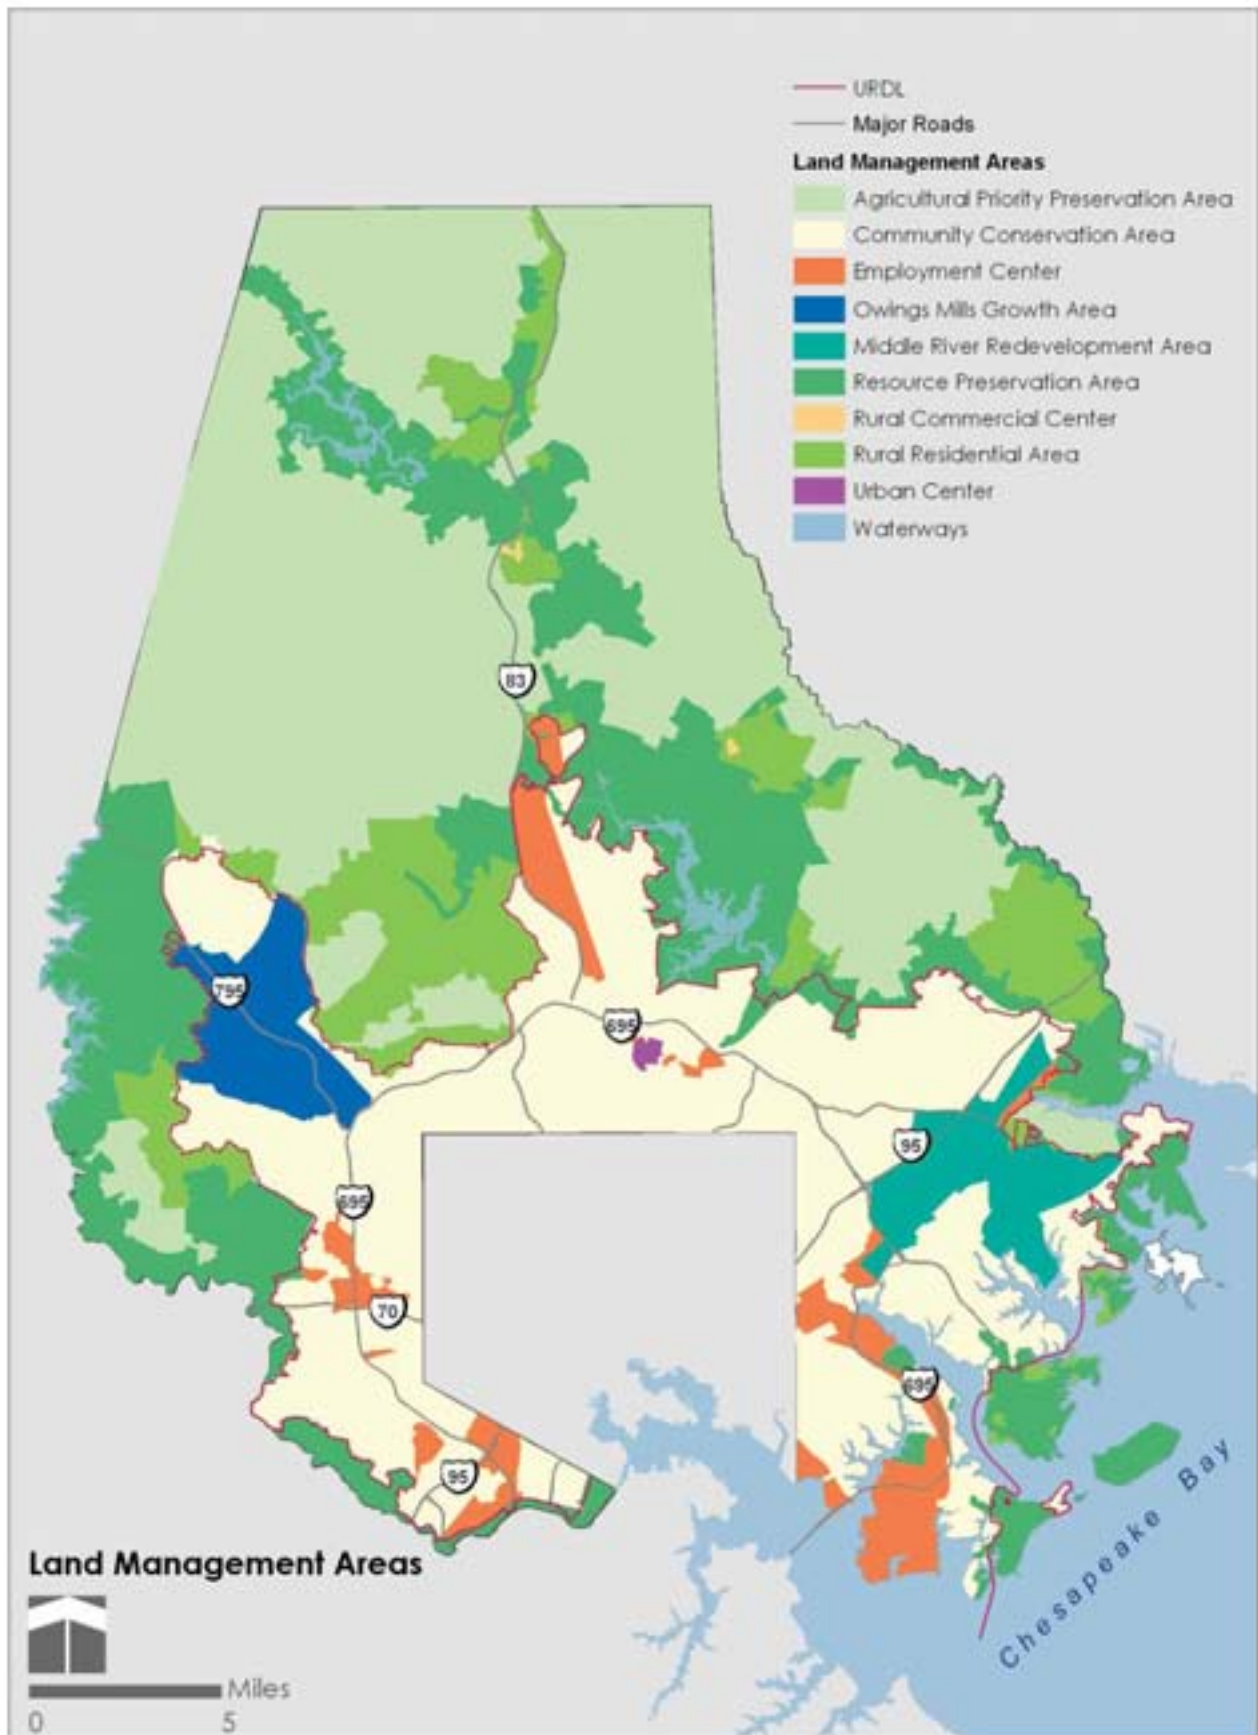 URDL
Major Roads
Land Management Areas
Agricultural Priority Preservation Area
Community Conservation Area
Employment Center
Owings Mills Growth Area
Middle River Redevelopment Area
Resource Preservation Area
Rural Commercial Center
Rural Residential Area
Urban Center
Waterways
83
795
695
95
695
70
695
95
Chesapeake Bay
Land Management Areas
Miles
0 5